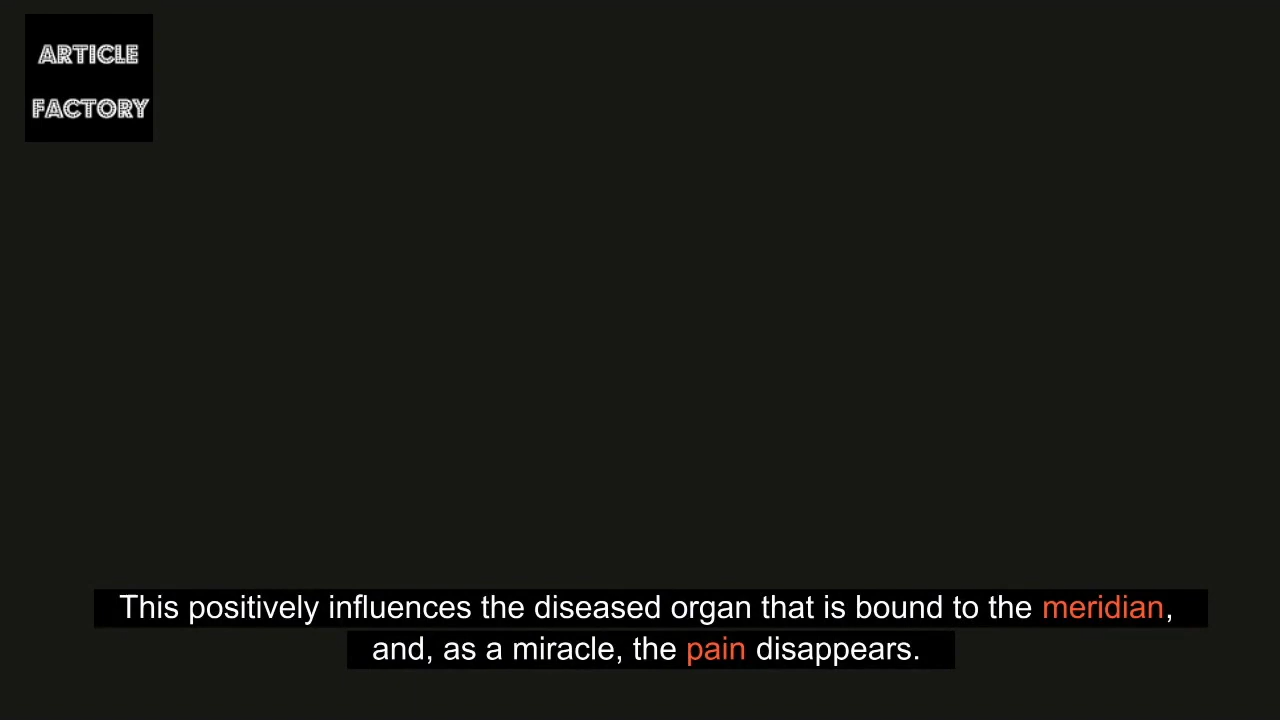 ARTICLE
FACTORY
This positively influences the diseased organ that is bound to the meridian,
and, as a miracle, the pain disappears.